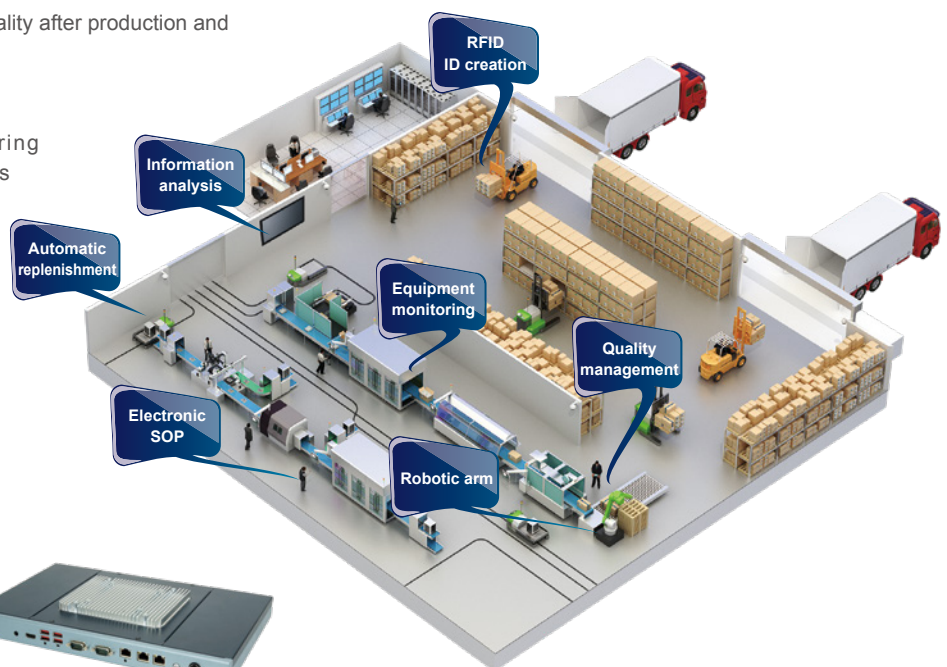 ality after production and
RFID
ID creation
ring
s
Information
analysis
Automatic
replenishment
Equipment
monitoring
Quality
management
Electronic
SOP
Robotic arm